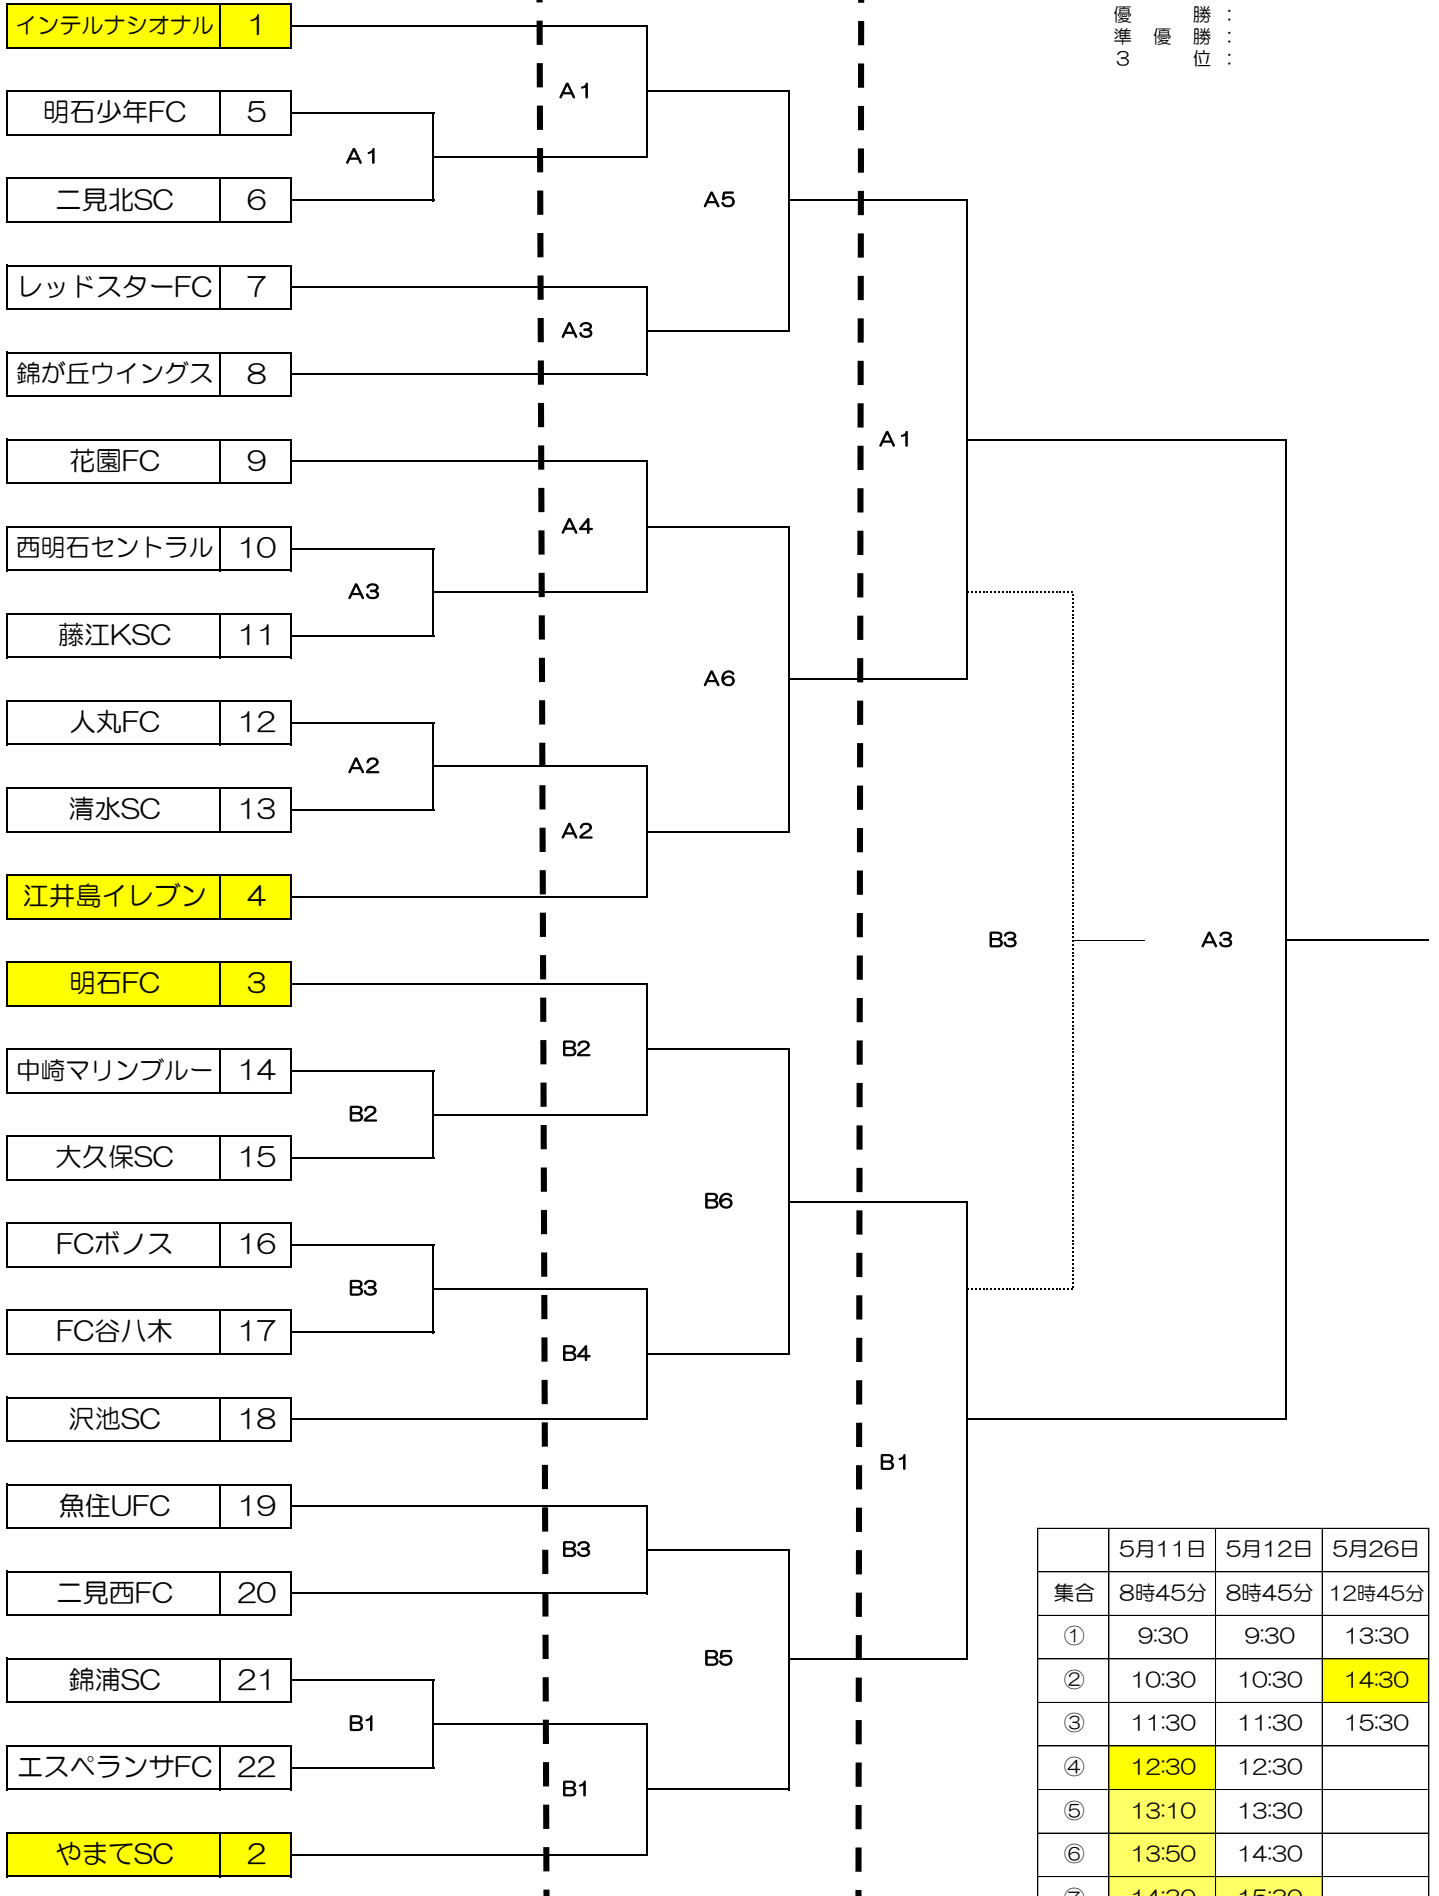 優　勝：
準優勝：
３　位：
インテルナシオナル 1
A1
明石少年FC 5
A1
二見北SC 6
A5
レッドスターFC 7
A3
錦が丘ウイングス 8
A1
花園FC 9
A4
西明石セントラル 10
A3
藤江KSC 11
A6
人丸FC 12
A2
清水SC 13
A2
江井島イレブン 4
B3 A3
明石FC 3
B2
中崎マリンブルー 14
B2
大久保SC 15
B6
FCボノス 16
B3
FC谷八木 17
B4
沢池SC 18
B1
魚住UFC 19
B3
二見西FC 20
B5
錦浦SC 21
B1
エスペランサFC 22
B1
やまてSC 2
5月11日 5月12日 5月26日
集合 8時45分 8時45分 12時45分
① 9:30 9:30 13:30
② 10:30 10:30 14:30
③ 11:30 11:30 15:30
④ 12:30 12:30
⑤ 13:10 13:30
⑥ 13:50 14:30